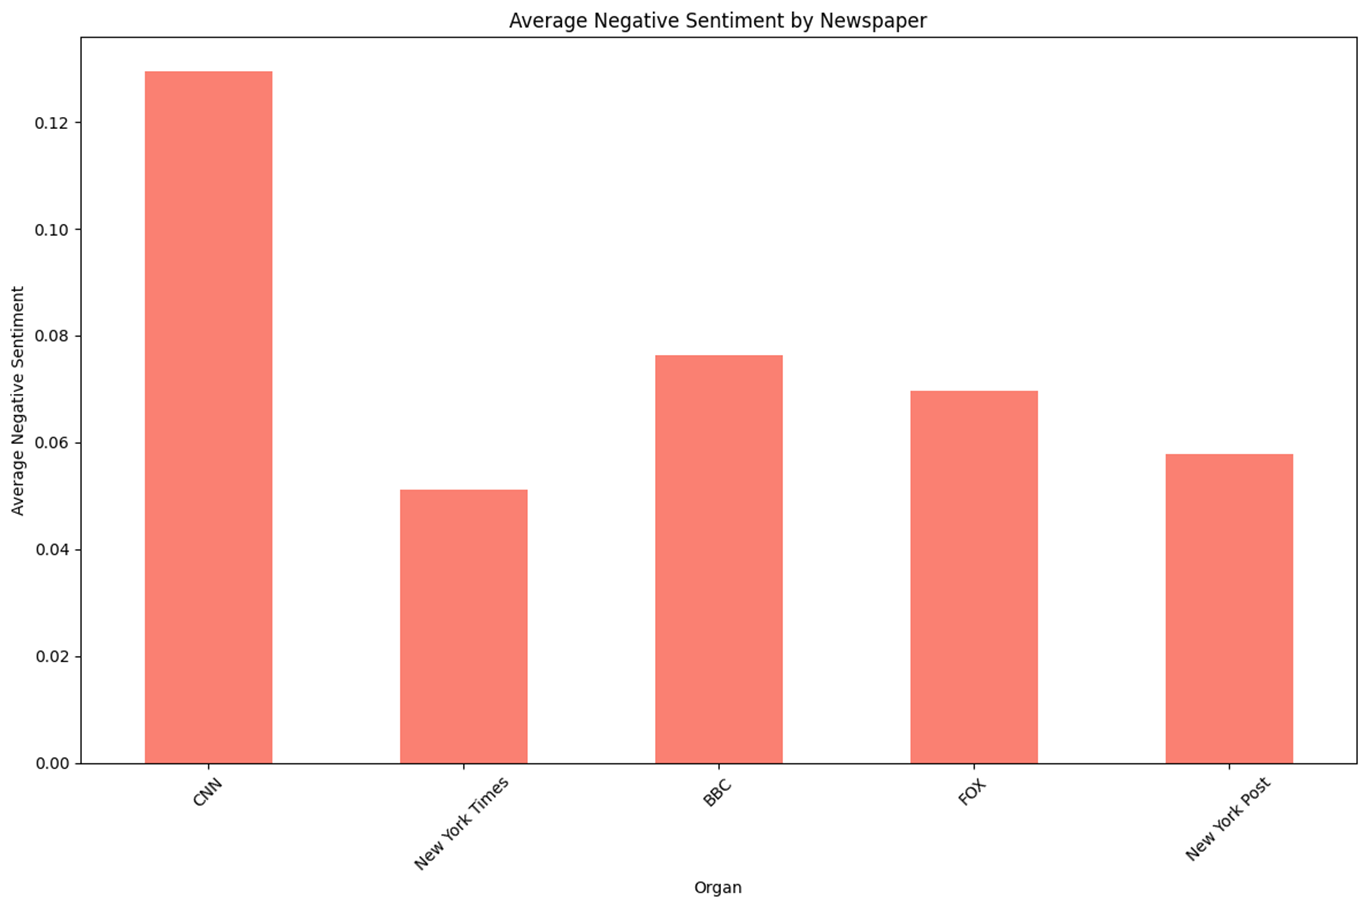 Average Negative Sentiment by Newspaper
Average Negative Sentiment
0.12
0.10
0.08
0.06
0.04
0.02
0.00
CNN
New York Times
BBC
FOX
New York Post
Organ